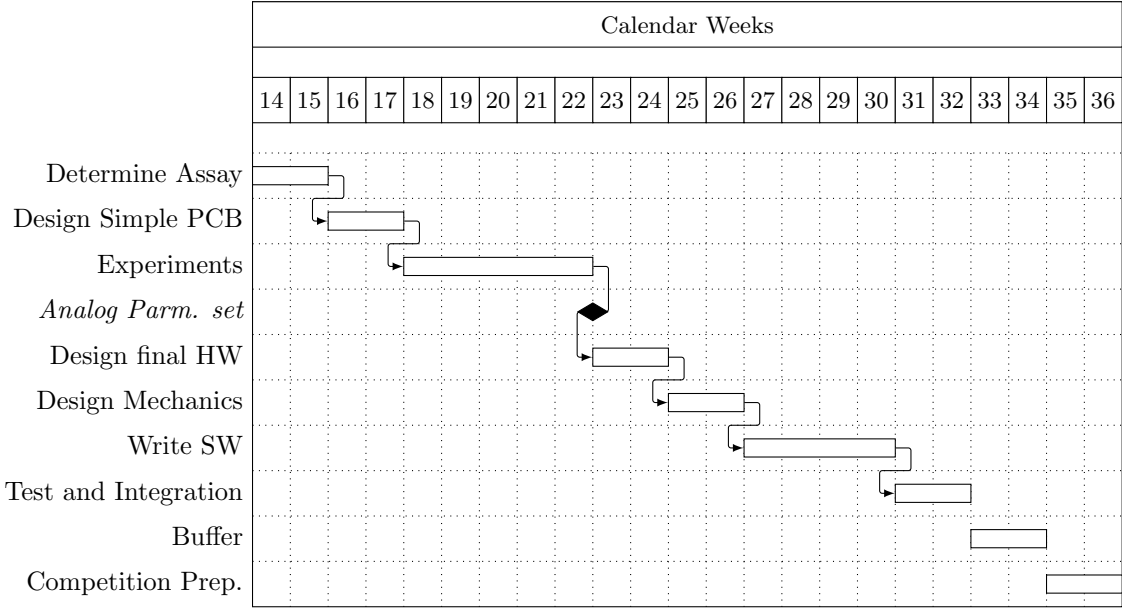 Calendar Weeks
14 15 16 17 18 19 20 21 22 23 24 25 26 27 28 29 30 31 32 33 34 35 36
Determine Assay
Design Simple PCB
Experiments
Analog Parm. set
Design final HW
Design Mechanics
Write SW
Test and Integration
Buffer
Competition Prep.